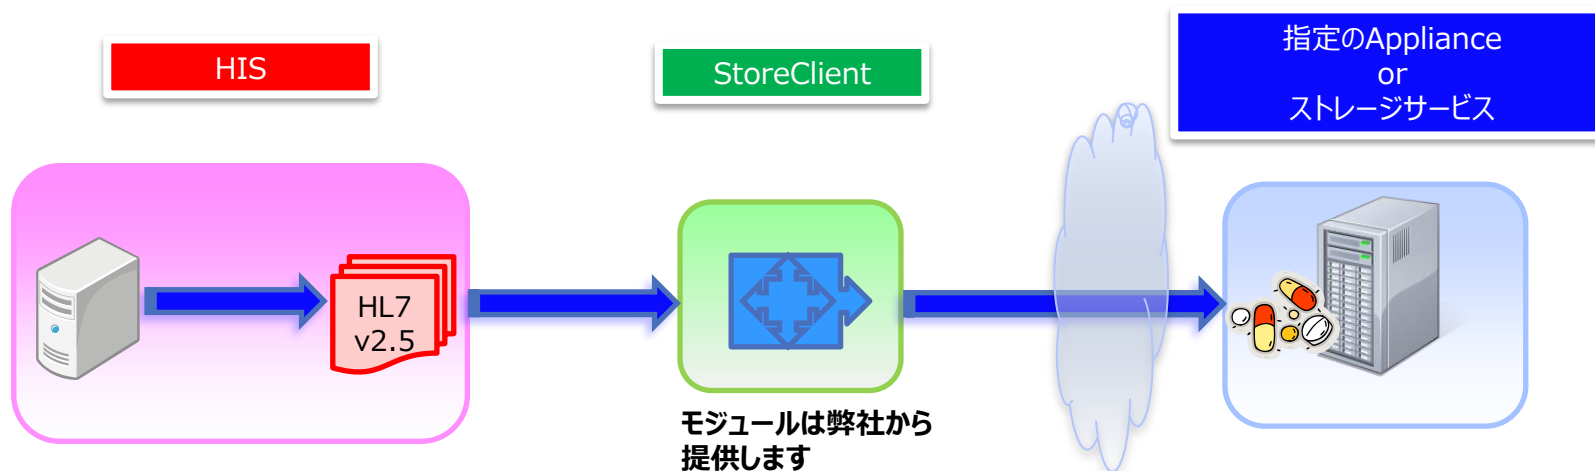 HIS
StoreClient
指定のAppliance
or
ストレージサービス
HL7
v2.5
モジュールは弊社から
提供します